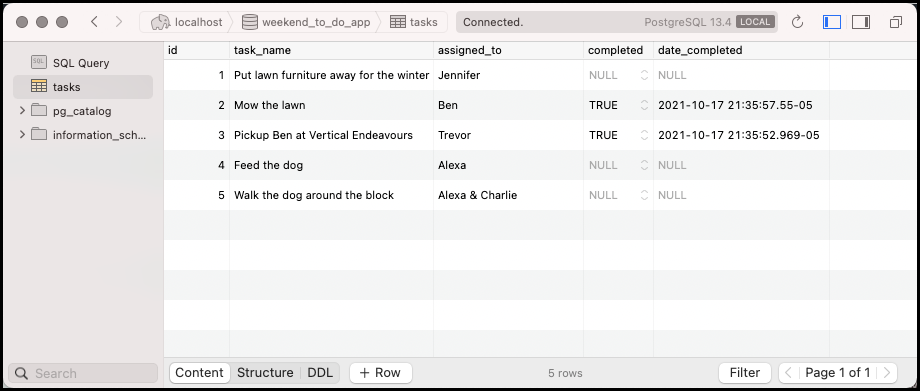 localhost weekend_to_do_app tasks Connected. PostgreSQL 13.4 LOCAL
SQL SQL Query
tasks
pg_catalog
information_sch...
id task_name assigned_to completed date_completed
1 Put lawn furniture away for the winter Jennifer NULL NULL
2 Mow the lawn Ben TRUE 2021-10-17 21:35:57.55-05
3 Pickup Ben at Vertical Endeavours Trevor TRUE 2021-10-17 21:35:52.969-05
4 Feed the dog Alexa NULL NULL
5 Walk the dog around the block Alexa & Charlie NULL NULL
Search Content Structure DDL + Row 5 rows Filter Page 1 of 1